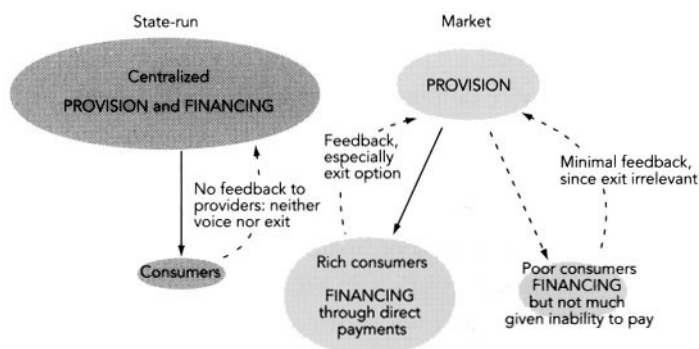 State-run
Centralized
PROVISION and FINANCING
No feedback to
providers: neither
voice nor exit
Consumers
Market
PROVISION
Feedback,
especially
exit option
Minimal feedback,
since exit irrelevant
Rich consumers
FINANCING
through direct
payments
Poor consumers
FINANCING
but not much
given inability to pay